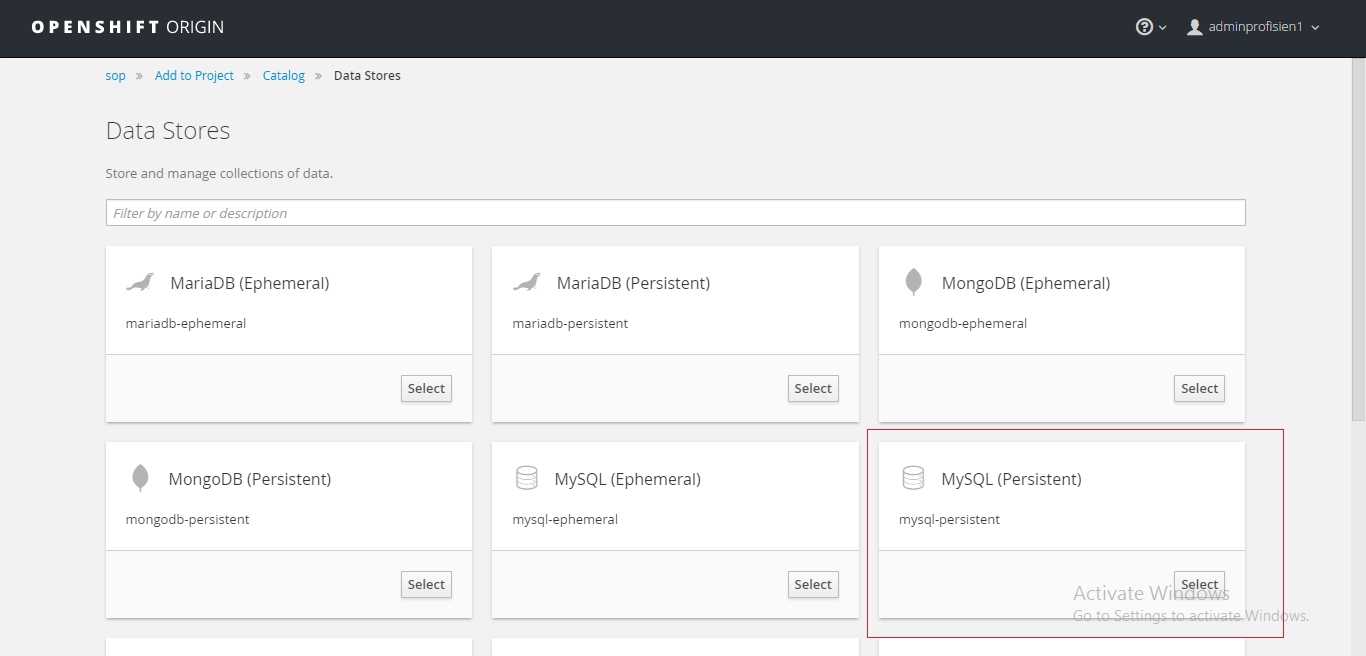 OPENSHIFT ORIGIN
adminprofisien1
sop » Add to Project » Catalog » Data Stores
Data Stores
Store and manage collections of data.
Filter by name or description
MariaDB (Ephemeral)
mariadb-ephemeral
Select
MariaDB (Persistent)
mariadb-persistent
Select
MongoDB (Ephemeral)
mongodb-ephemeral
Select
MongoDB (Persistent)
mongodb-persistent
Select
MySQL (Ephemeral)
mysql-ephemeral
Select
MySQL (Persistent)
mysql-persistent
Select
Activate Windows
Go to Settings to activate Windows.